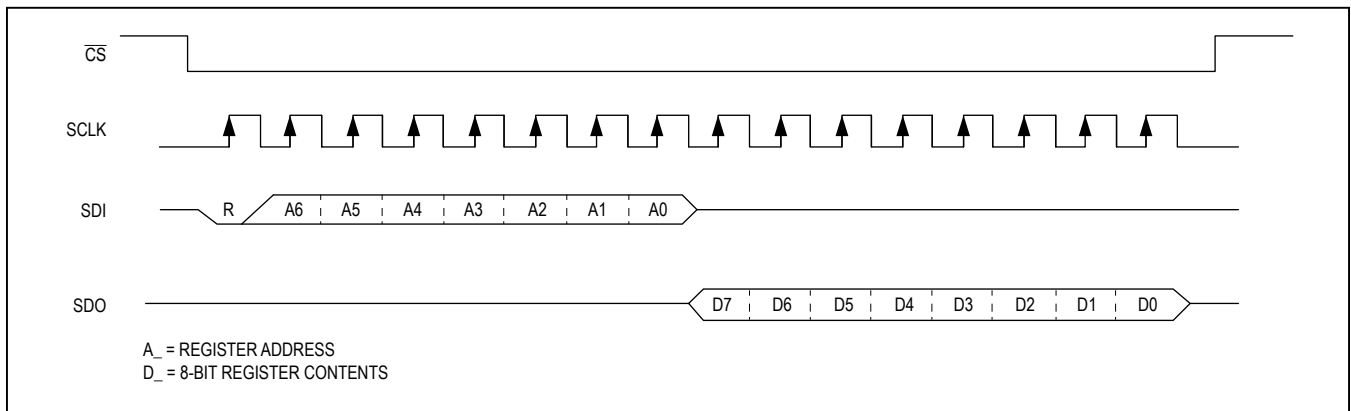 CS
SCLK
SDI R A6 A5 A4 A3 A2 A1 A0
SDO D7 D6 D5 D4 D3 D2 D1 D0
A_ = REGISTER ADDRESS
D_ = 8-BIT REGISTER CONTENTS